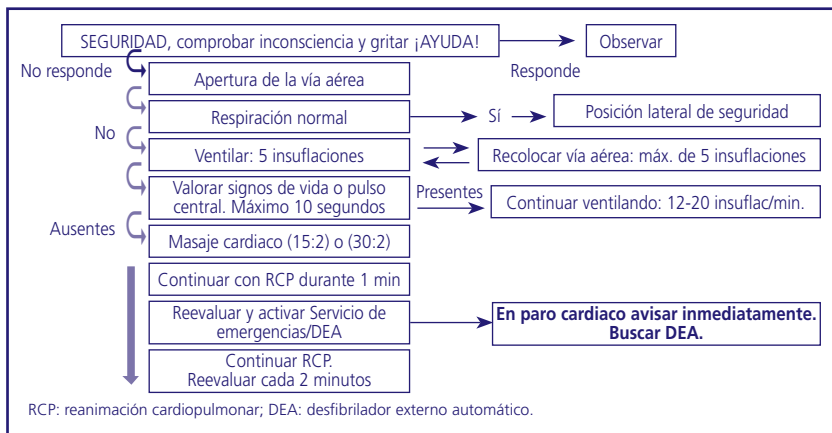 SEGURIDAD, comprobar inconsciencia y gritar ¡AYUDA!
Observar
No responde
Responde
Apertura de la vía aérea
Respiración normal
Sí
Posición lateral de seguridad
No
Ventilar: 5 insuflaciones
Recolocar vía aérea: máx. de 5 insuflaciones
Valorar signos de vida o pulso
central. Máximo 10 segundos
Presentes
Continuar ventilando: 12-20 insuflac/min.
Ausentes
Masaje cardiaco (15:2) o (30:2)
Continuar con RCP durante 1 min
Reevaluar y activar Servicio de
emergencias/DEA
En paro cardiaco avisar inmediatamente.
Buscar DEA.
Continuar RCP.
Reevaluar cada 2 minutos
RCP: reanimación cardiopulmonar; DEA: desfibrilador externo automático.